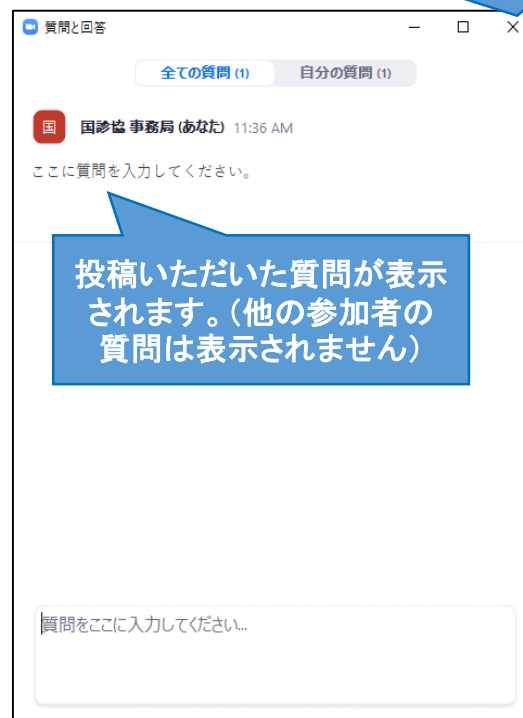 質問と回答
全ての質問 (1) 自分の質問 (1)
国 国診協 事務局 (あなた) 11:36 AM
ここに質問を入力してください。
投稿いただいた質問が表示
されます。（他の参加者の
質問は表示されません）
質問をここに入力してください...